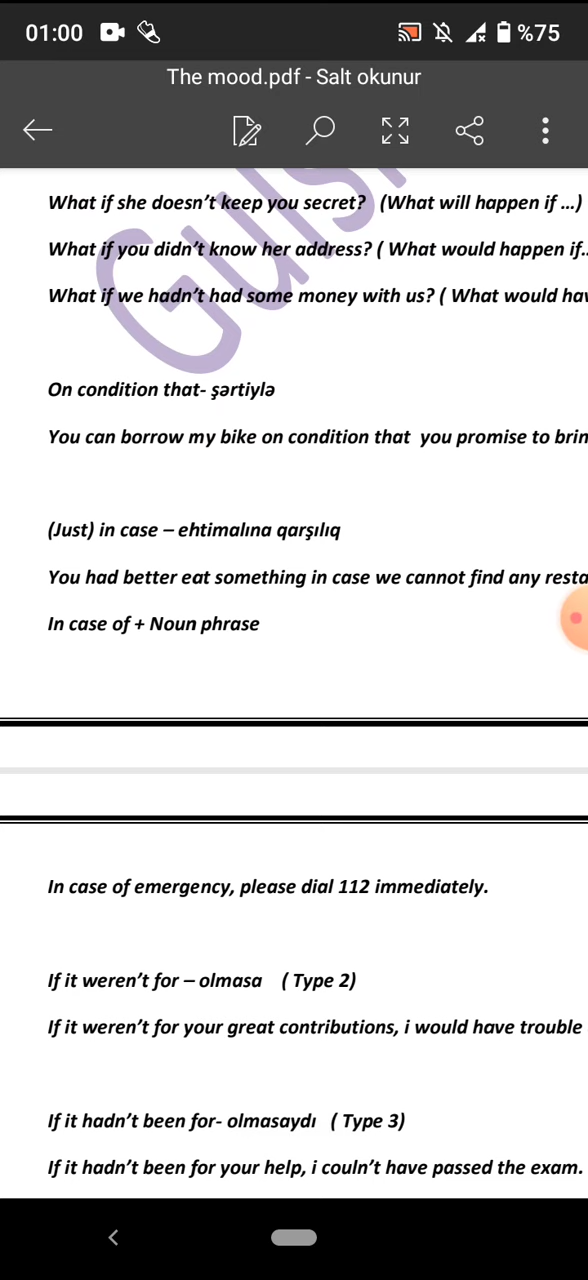 01:00 %75
The mood.pdf - Salt okunur
What if she doesn't keep you secret? (What will happen if ...)
What if you didn't know her address? ( What would happen if..
What if we hadn't had some money with us? ( What would
On condition that- şərtiylə
You can borrow my bike on condition that you promise to
(Just) in case – ehtimalına qarşılıq
You had better eat something in case we cannot find any
In case of + Noun phrase
In case of emergency, please dial 112 immediately.
If it weren't for – olmasa ( Type 2)
If it weren't for your great contributions, i would have trouble
If it hadn't been for- olmasaydı ( Type 3)
If it hadn't been for your help, i couln't have passed the exam.